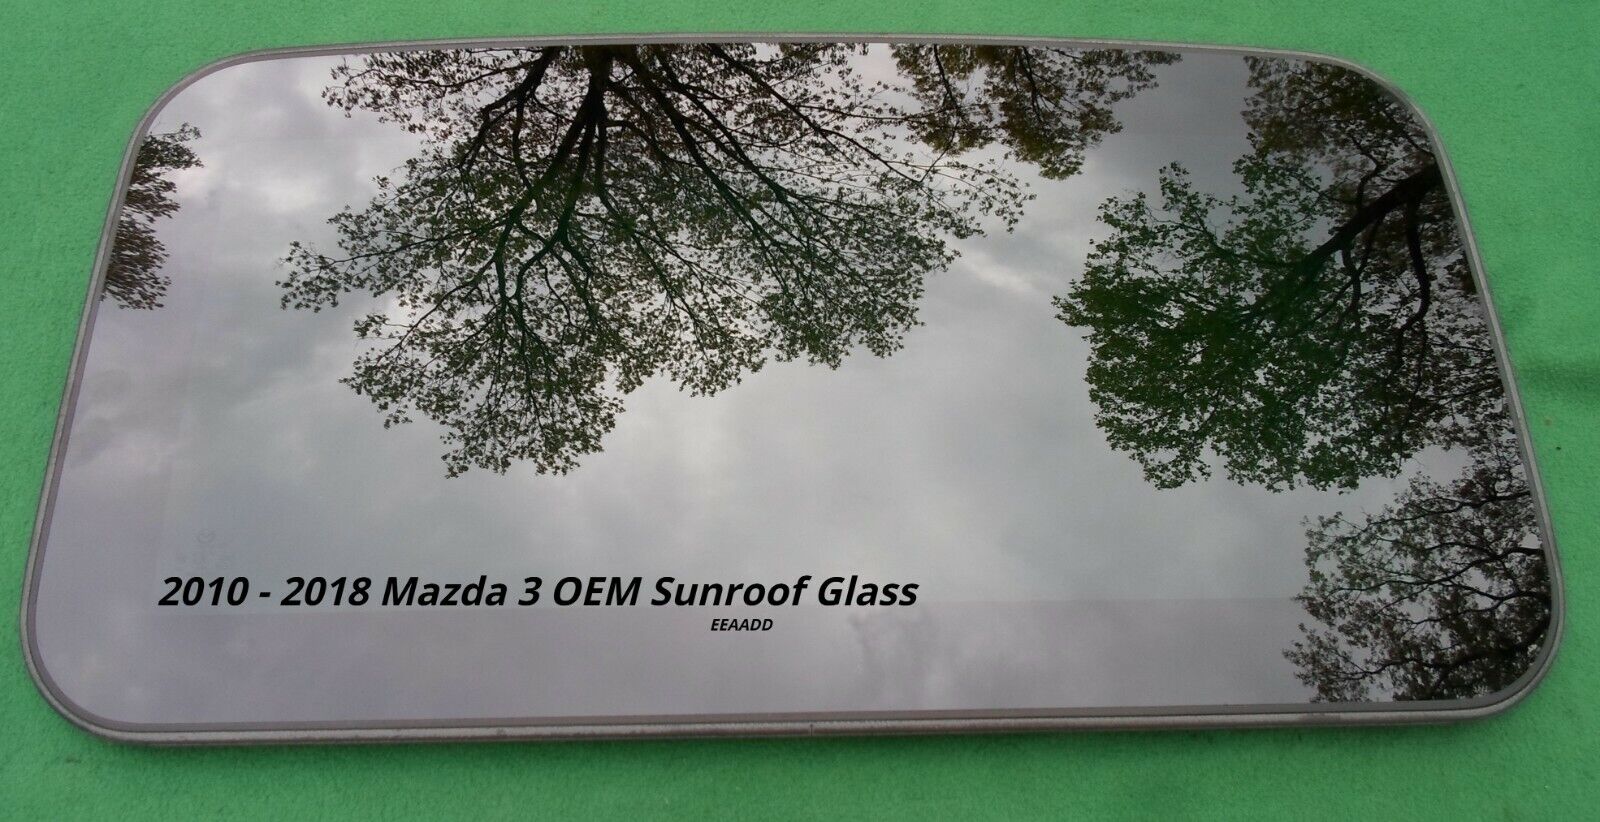 2010 - 2018 Mazda 3 OEM Sunroof Glass
EEAADD